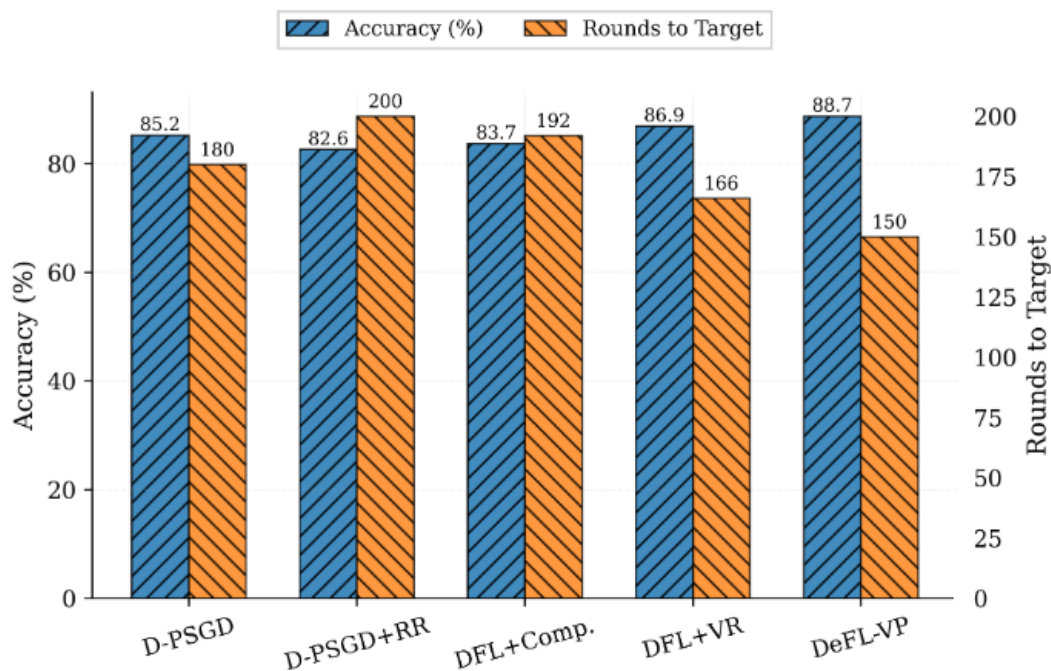 Accuracy (%) Rounds to Target
85.2 180 82.6 200 83.7 192 86.9 166 88.7 150
Accuracy (%)
80
60
40
20
0
Rounds to Target
200
175
150
125
100
75
50
25
0
D-PSGD D-PSGD+RR DFL+Comp. DFL+VR DeFL-VP